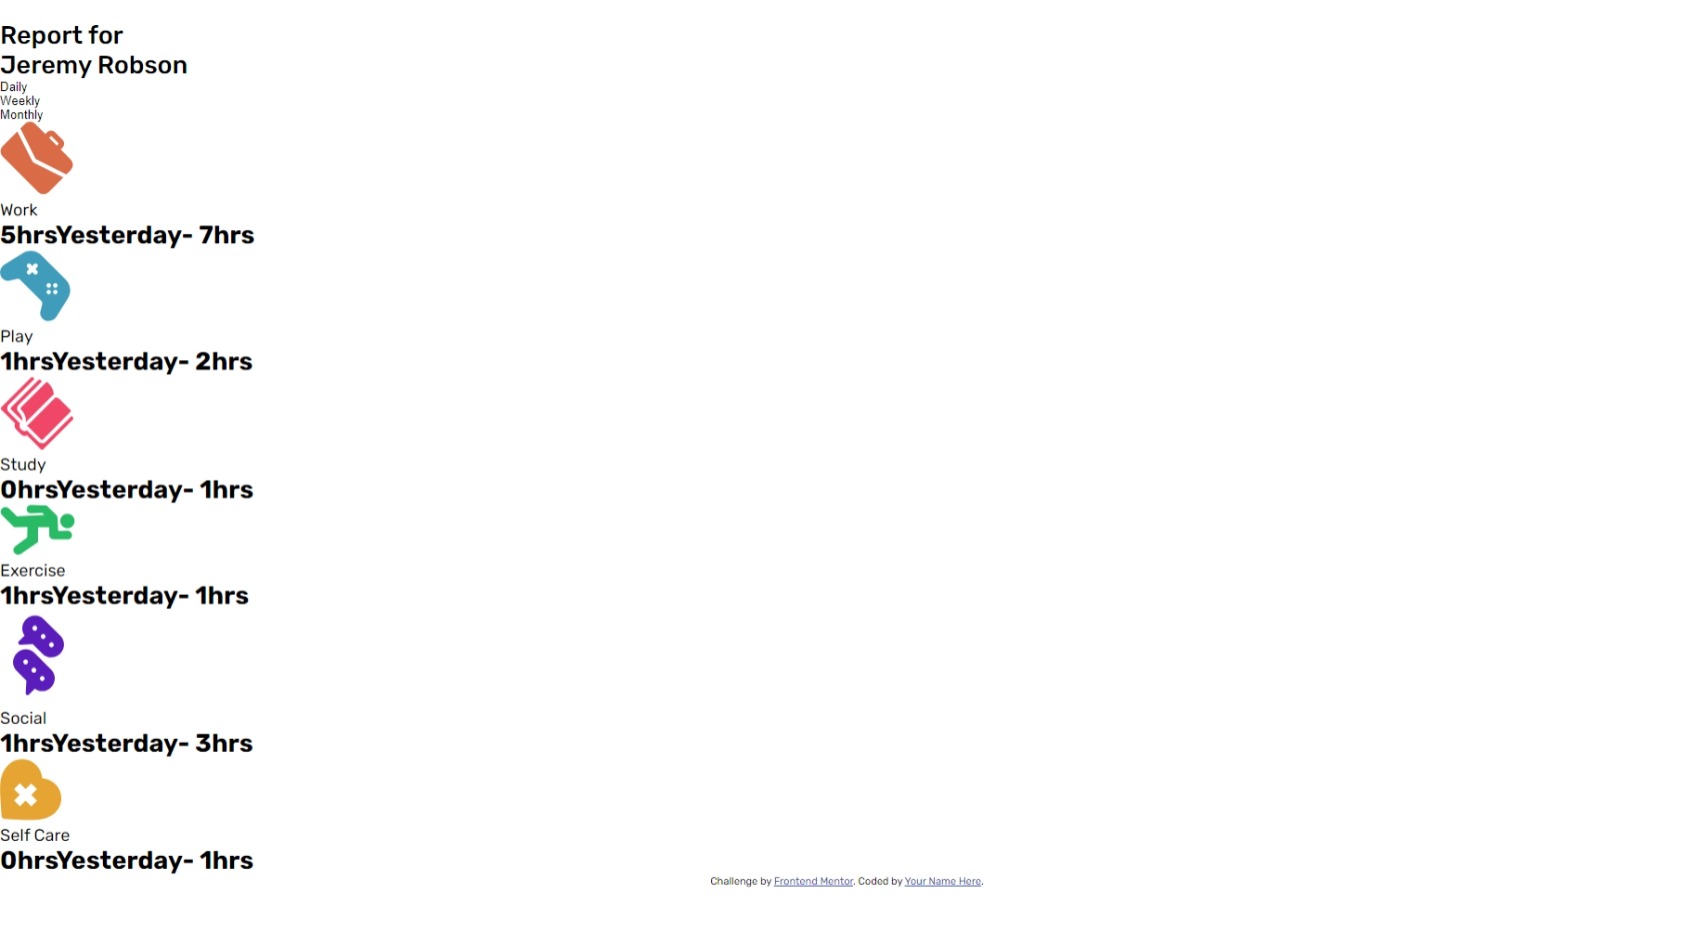 Report for
Jeremy Robson
Daily
Weekly
Monthly
Work
5hrsYesterday- 7hrs
Play
1hrsYesterday- 2hrs
Study
0hrsYesterday- 1hrs
Exercise
1hrsYesterday- 1hrs
Social
1hrsYesterday- 3hrs
Self Care
0hrsYesterday- 1hrs
Challenge by Frontend Mentor. Coded by Your Name Here.